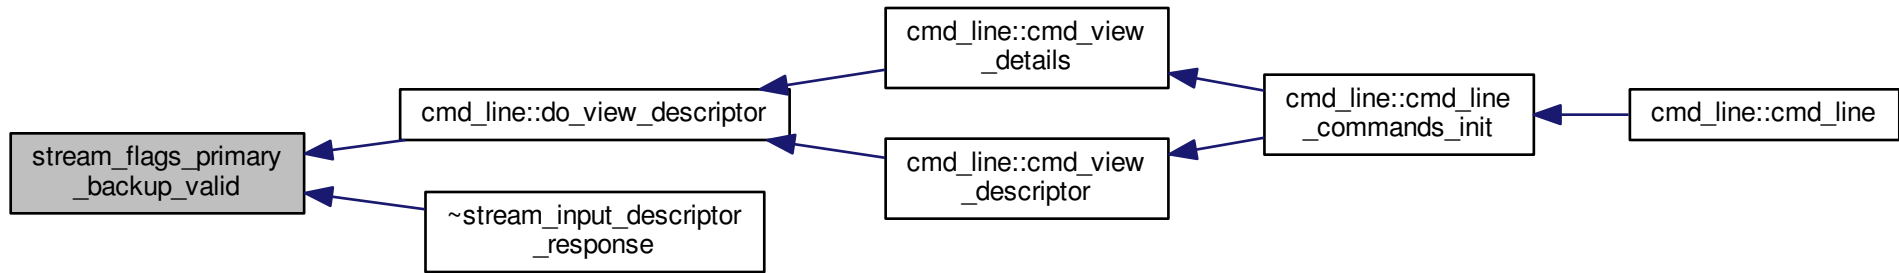 stream_flags_primary
_backup_valid
cmd_line::do_view_descriptor
~stream_input_descriptor
_response
cmd_line::cmd_view
_details
cmd_line::cmd_view
_descriptor
cmd_line::cmd_line
_commands_init
cmd_line::cmd_line